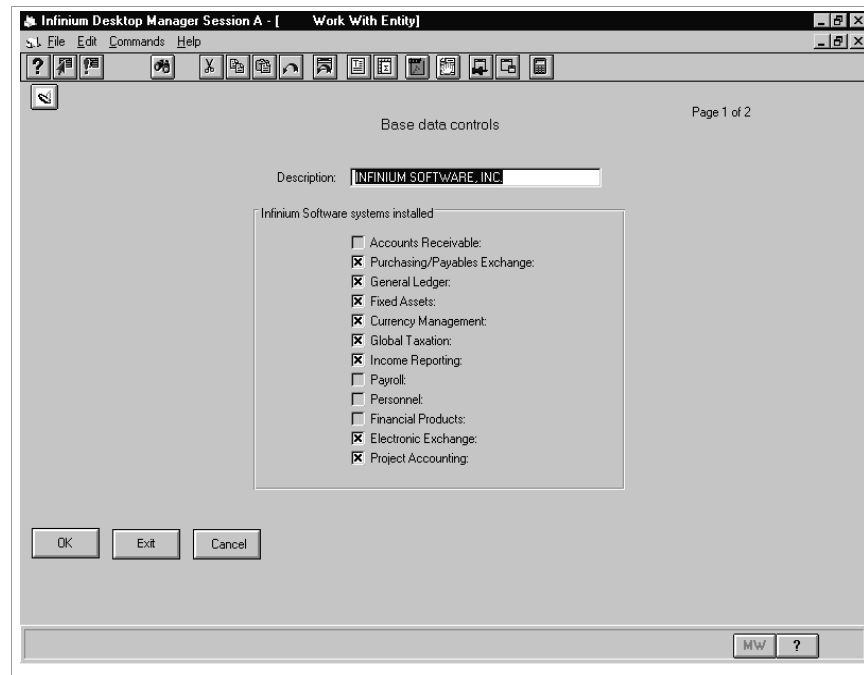 Infinium Desktop Manager Session A - [ Work With Entity]
File Edit Commands Help
Page 1 of 2
Base data controls
Description: INFINIUM SOFTWARE, INC.
Infinium Software systems installed
Accounts Receivable:
Purchasing/Payables Exchange:
General Ledger:
Fixed Assets:
Currency Management:
Global Taxation:
Income Reporting:
Payroll:
Personnel:
Financial Products:
Electronic Exchange:
Project Accounting:
OK Exit Cancel
MW ?